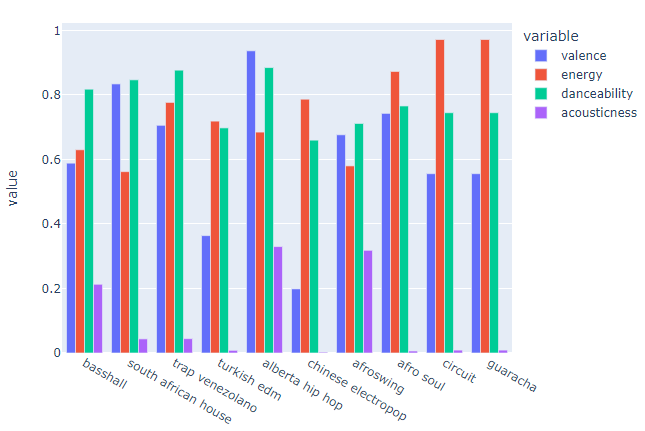 variable
valence
energy
danceability
acousticness
value
1
0.8
0.6
0.4
0.2
0
basshall
south african house
trap venezolano
turkish edm
alberta hip hop
chinese electropop
afroswing
afro soul
circuit
guaracha